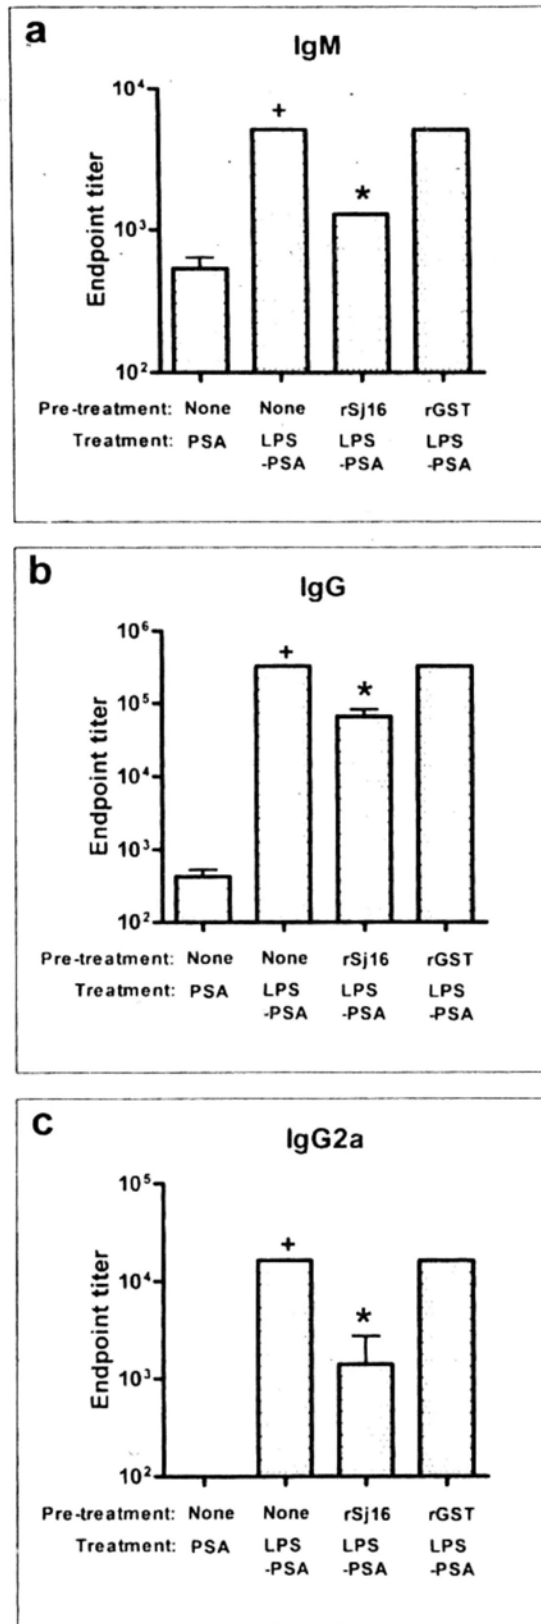 a
IgM
10⁴
+
*
10³
10²
Endpoint titer
Pre-treatment: None None rSj16 rGST
Treatment: PSA LPS LPS LPS
-PSA -PSA -PSA
b
IgG
10⁶
+
*
10⁵
10⁴
10³
10²
Endpoint titer
Pre-treatment: None None rSj16 rGST
Treatment: PSA LPS LPS LPS
-PSA -PSA -PSA
c
IgG2a
10⁵
+
10⁴
*
10³
10²
Endpoint titer
Pre-treatment: None None rSj16 rGST
Treatment: PSA LPS LPS LPS
-PSA -PSA -PSA